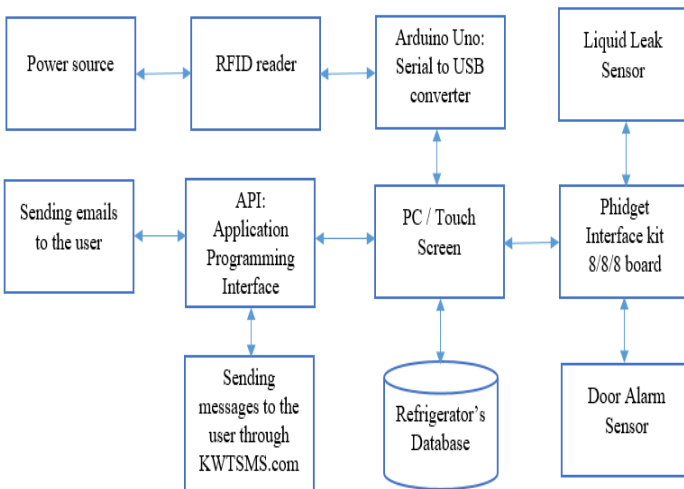 Power source
RFID reader
Arduino Uno:
Serial to USB
converter
Liquid Leak
Sensor
Sending emails
to the user
API:
Application
Programming
Interface
PC / Touch
Screen
Phidget
Interface kit
8/8/8 board
Sending
messages to the
user through
KWTSMS.com
Refrigerator's
Database
Door Alarm
Sensor